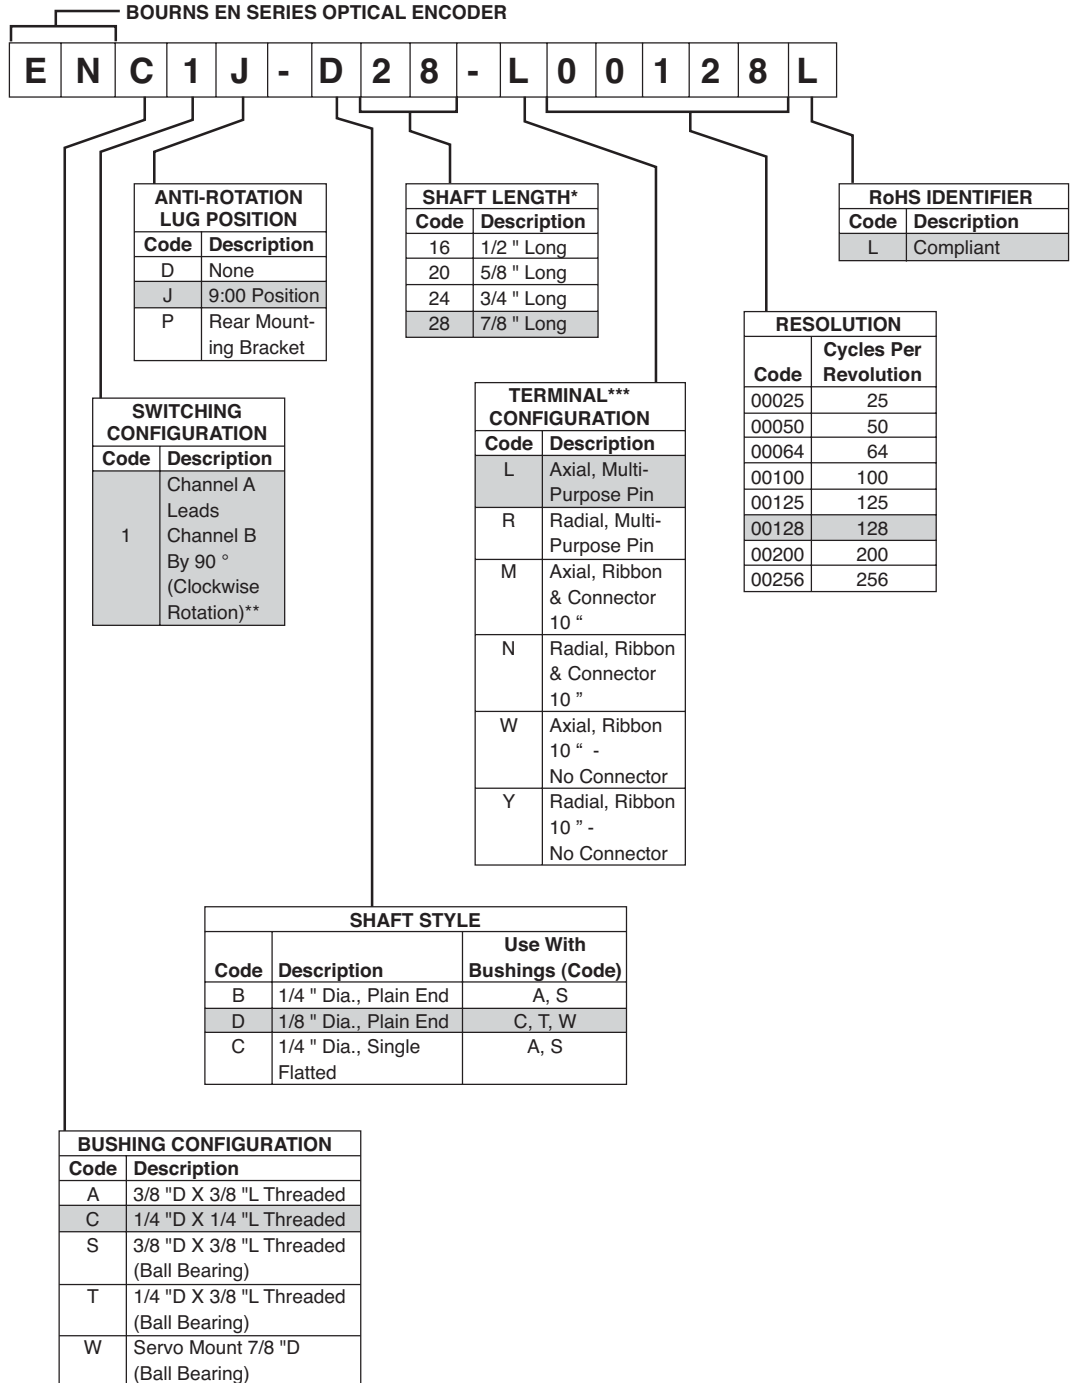 BOURNS EN SERIES OPTICAL ENCODER
E N C 1 J - D 2 8 - L 0 0 1 2 8 L
ANTI-ROTATION
LUG POSITION
Code Description
D None
J 9:00 Position
P Rear Mount-
ing Bracket
SHAFT LENGTH*
Code Description
16 1/2 " Long
20 5/8 " Long
24 3/4 " Long
28 7/8 " Long
RoHS IDENTIFIER
Code Description
L Compliant
RESOLUTION
Cycles Per
Code Revolution
00025 25
00050 50
00064 64
00100 100
00125 125
00128 128
00200 200
00256 256
SWITCHING
CONFIGURATION
Code Description
Channel A
Leads
1 Channel B
By 90 °
(Clockwise
Rotation)**
TERMINAL***
CONFIGURATION
Code Description
L Axial, Multi-
Purpose Pin
R Radial, Multi-
Purpose Pin
M Axial, Ribbon
& Connector
10 “
N Radial, Ribbon
& Connector
10 ”
W Axial, Ribbon
10 “ -
No Connector
Y Radial, Ribbon
10 ” -
No Connector
SHAFT STYLE
Use With
Code Description Bushings (Code)
B 1/4 " Dia., Plain End A, S
D 1/8 " Dia., Plain End C, T, W
C 1/4 " Dia., Single A, S
Flatted
BUSHING CONFIGURATION
Code Description
A 3/8 "D X 3/8 "L Threaded
C 1/4 "D X 1/4 "L Threaded
S 3/8 "D X 3/8 "L Threaded
(Ball Bearing)
T 1/4 "D X 3/8 "L Threaded
(Ball Bearing)
W Servo Mount 7/8 "D
(Ball Bearing)